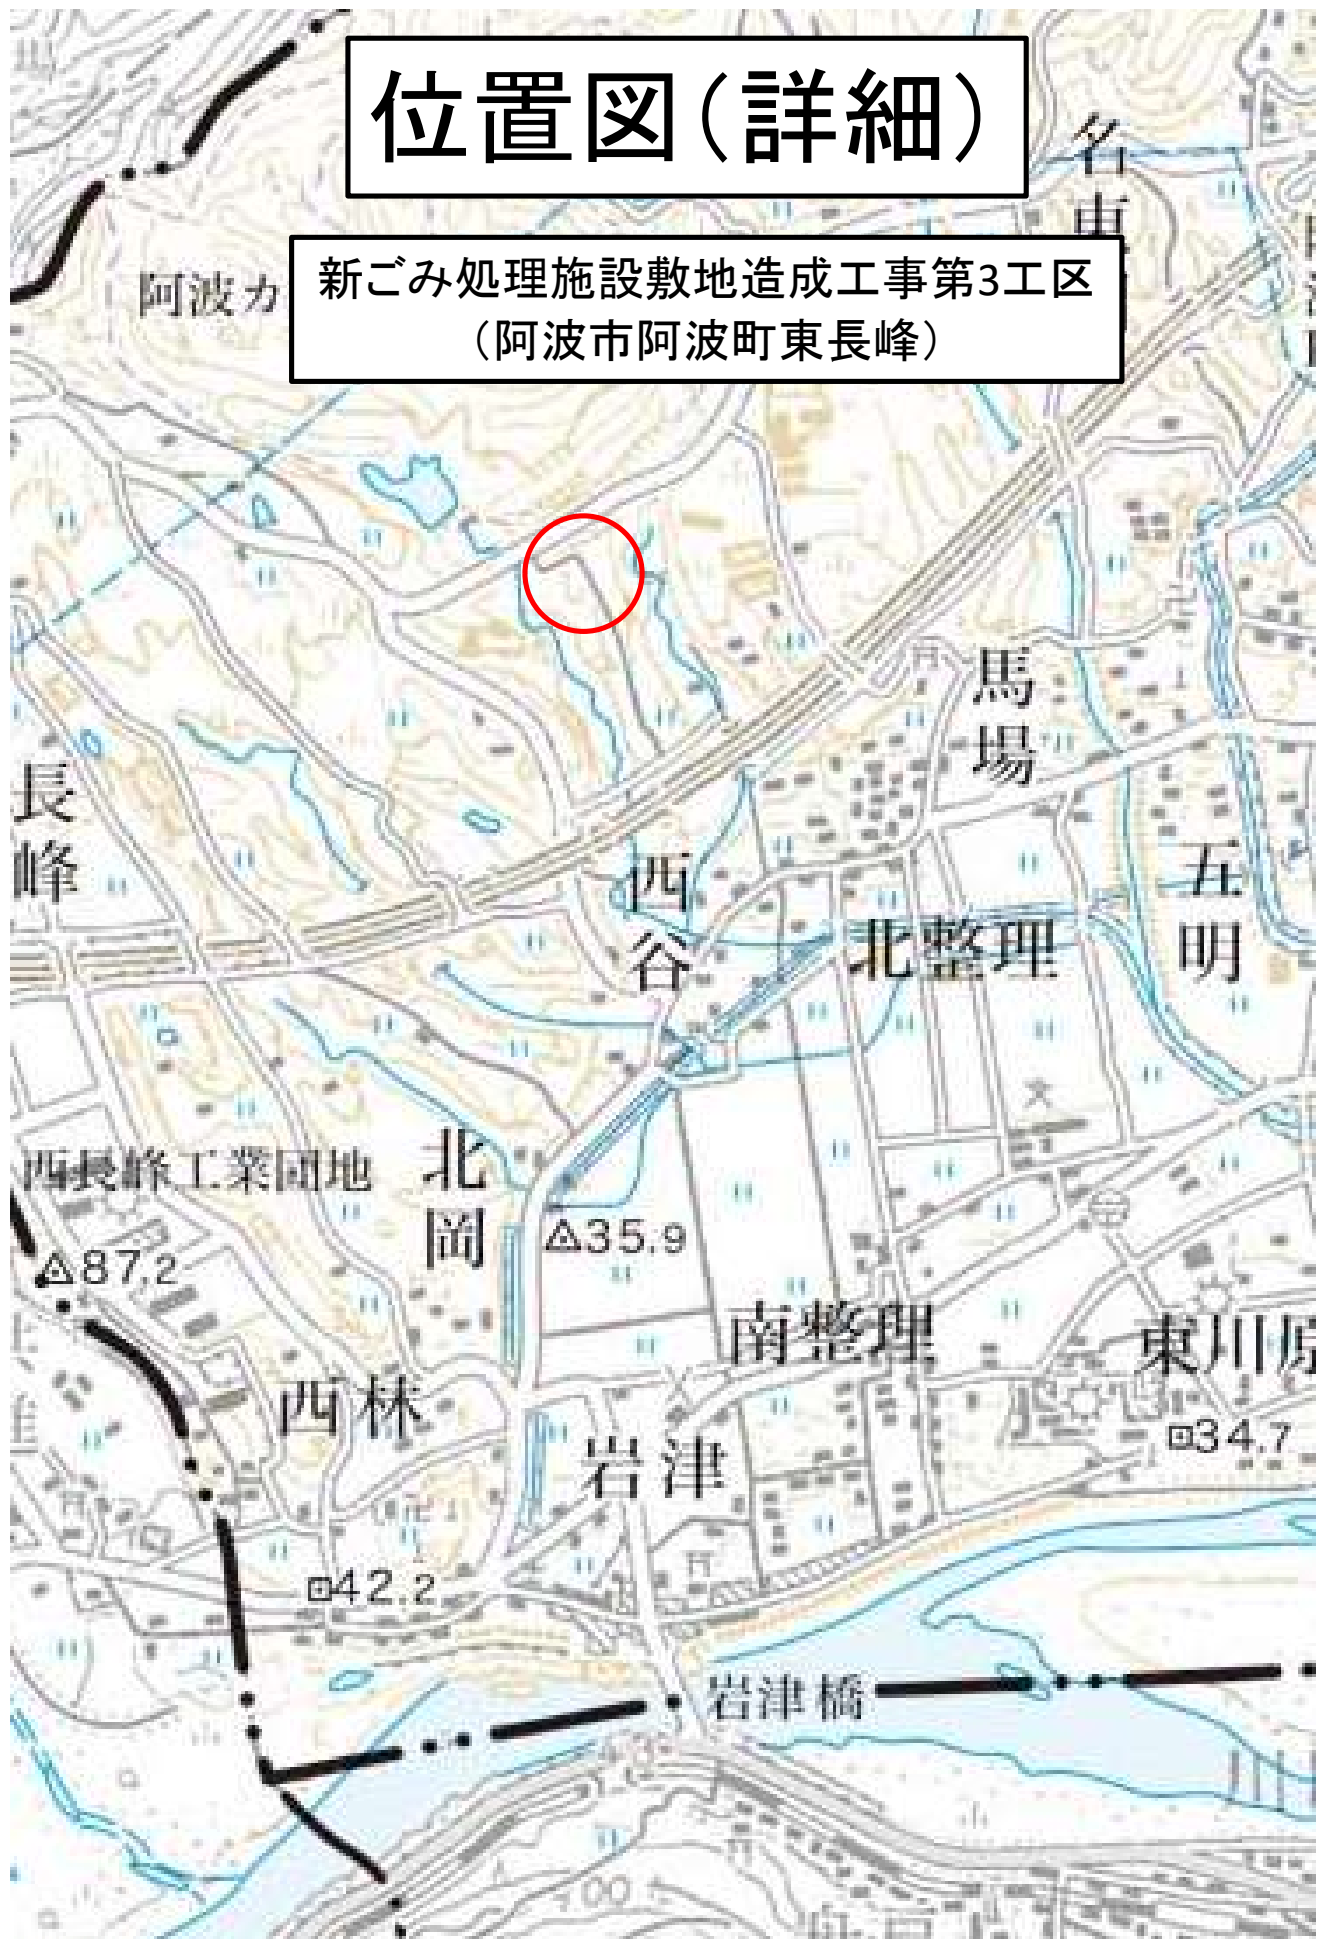 位置図（詳細）
新ごみ処理施設敷地造成工事第3工区
（阿波市阿波町東長峰）
阿波カ
名東
馬場
長峰
西谷
北整理
五明
西長峰工業団地
北岡
35.9
87.2
南整理
東川原
西林
岩津
34.7
42.2
岩津橋